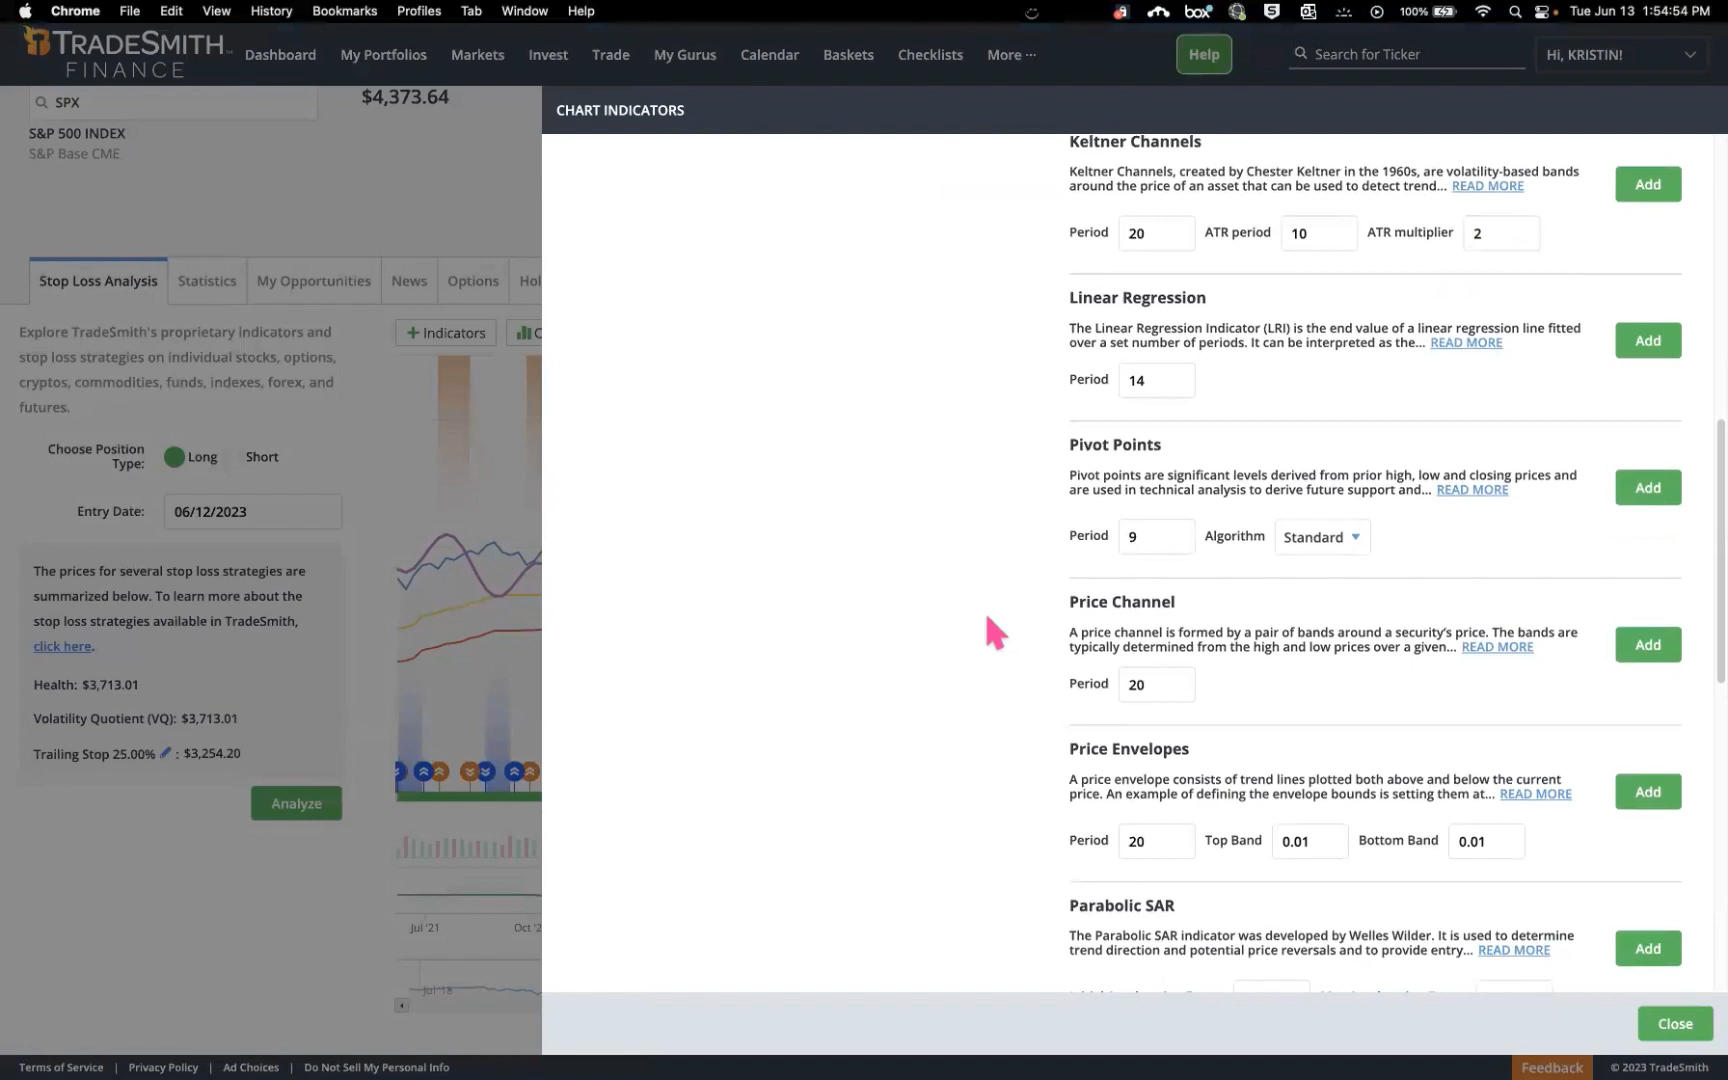 Chrome File Edit View History Bookmarks Profiles Tab Window Help box S 100% Tue Jun 13 1:54:54 PM
TRADESMITH
FINANCE
Dashboard My Portfolios Markets Invest Trade My Gurus Calendar Baskets Checklists More ··· Help Search for Ticker Hi, KRISTIN!
SPX
$4,373.64
S&P 500 INDEX
S&P Base CME
Stop Loss Analysis Statistics My Opportunities News Options Hol
Explore TradeSmith's proprietary indicators and
stop loss strategies on individual stocks, options,
cryptos, commodities, funds, indexes, forex, and
futures.
Choose Position
Type:
Long Short
Entry Date: 06/12/2023
The prices for several stop loss strategies are
summarized below. To learn more about the
stop loss strategies available in TradeSmith,
click here.
Health: $3,713.01
Volatility Quotient (VQ): $3,713.01
Trailing Stop 25.00% : $3,254.20
Analyze
+ Indicators C
Jul '21 Oct '2
Jul '18
CHART INDICATORS
Keltner Channels
Keltner Channels, created by Chester Keltner in the 1960s, are volatility-based bands
around the price of an asset that can be used to detect trend... READ MORE
Add
Period 20 ATR period 10 ATR multiplier 2
Linear Regression
The Linear Regression Indicator (LRI) is the end value of a linear regression line fitted
over a set number of periods. It can be interpreted as the... READ MORE
Add
Period 14
Pivot Points
Pivot points are significant levels derived from prior high, low and closing prices and
are used in technical analysis to derive future support and... READ MORE
Add
Period 9 Algorithm Standard
Price Channel
A price channel is formed by a pair of bands around a security's price. The bands are
typically determined from the high and low prices over a given... READ MORE
Add
Period 20
Price Envelopes
A price envelope consists of trend lines plotted both above and below the current
price. An example of defining the envelope bounds is setting them at... READ MORE
Add
Period 20 Top Band 0.01 Bottom Band 0.01
Parabolic SAR
The Parabolic SAR indicator was developed by Welles Wilder. It is used to determine
trend direction and potential price reversals and to provide entry... READ MORE
Add
Close
Terms of Service | Privacy Policy | Ad Choices | Do Not Sell My Personal Info
Feedback
© 2023 TradeSmith